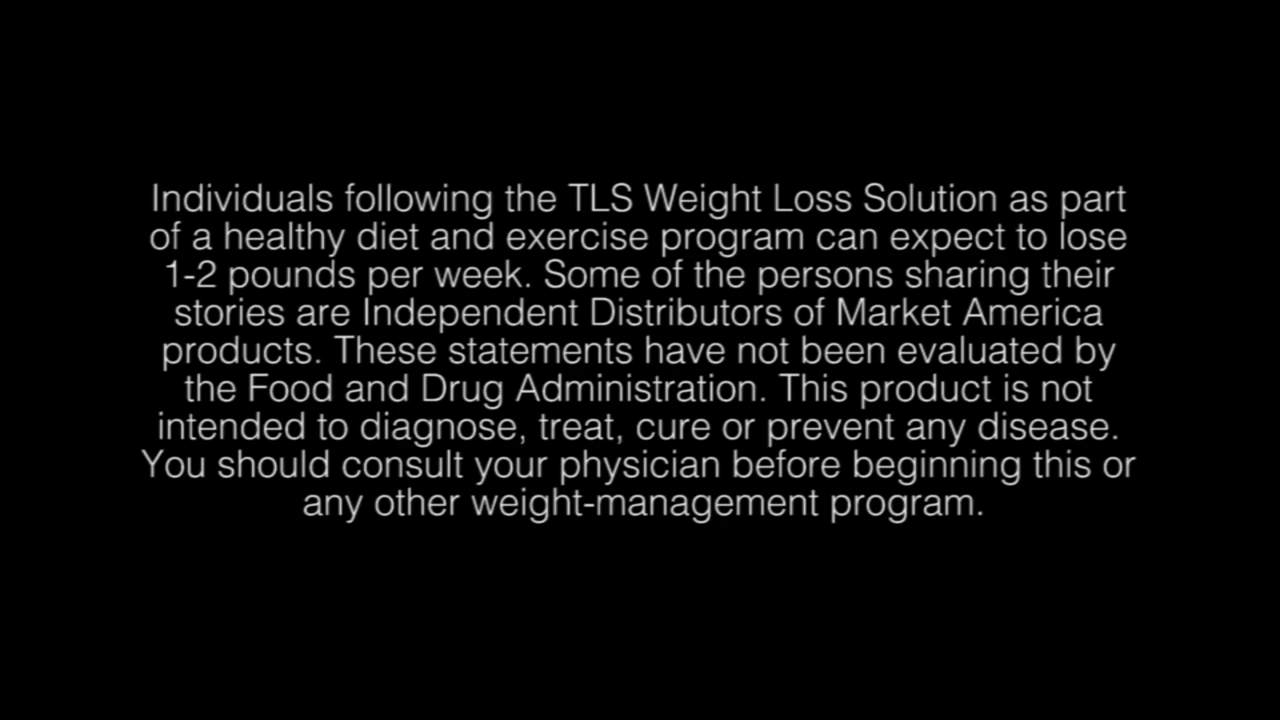 Individuals following the TLS Weight Loss Solution as part
of a healthy diet and exercise program can expect to lose
1-2 pounds per week. Some of the persons sharing their
stories are Independent Distributors of Market America
products. These statements have not been evaluated by
the Food and Drug Administration. This product is not
intended to diagnose, treat, cure or prevent any disease.
You should consult your physician before beginning this or
any other weight-management program.